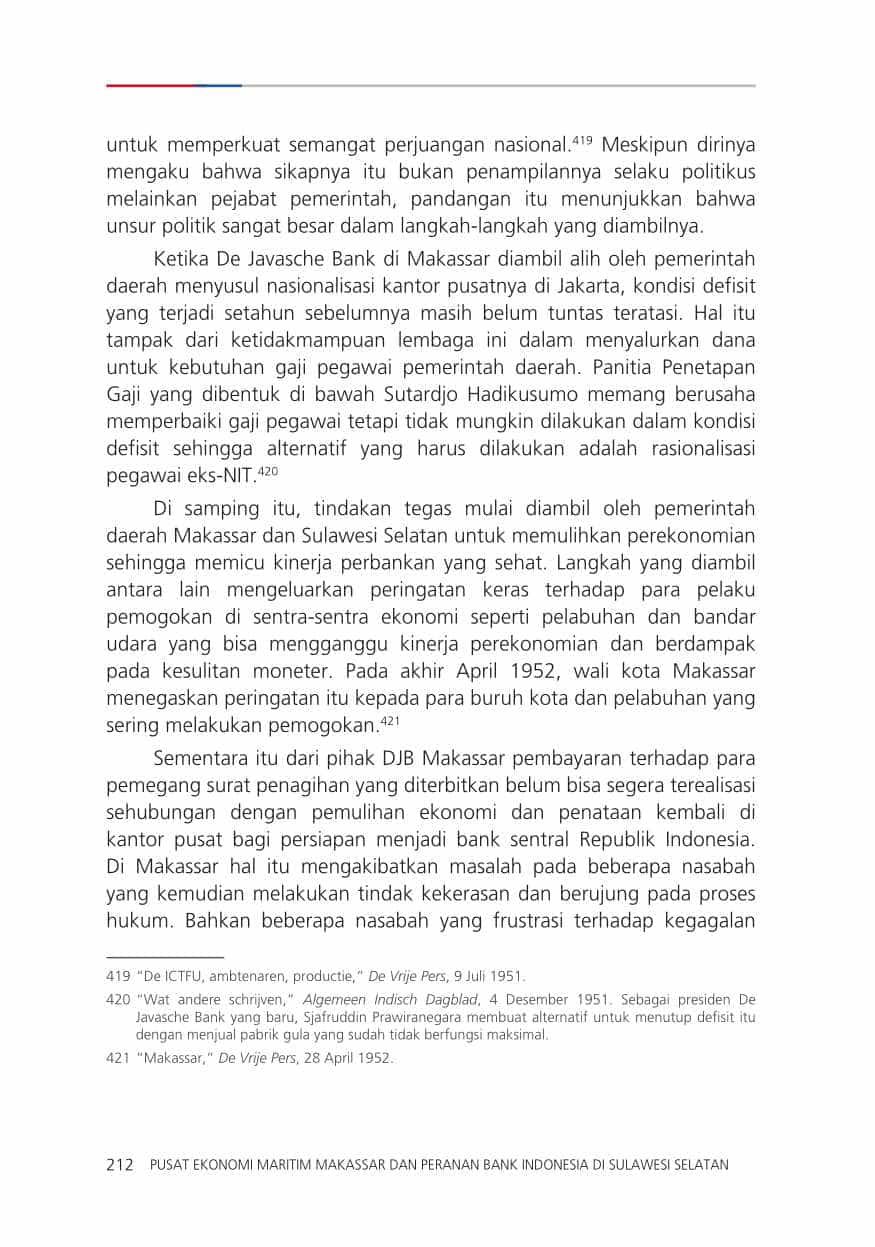 untuk memperkuat semangat perjuangan nasional.419 Meskipun dirinya
mengaku bahwa sikapnya itu bukan penampilannya selaku politikus
melainkan pejabat pemerintah, pandangan itu menunjukkan bahwa
unsur politik sangat besar dalam langkah-langkah yang diambilnya.
Ketika De Javasche Bank di Makassar diambil alih oleh pemerintah
daerah menyusul nasionalisasi kantor pusatnya di Jakarta, kondisi defisit
yang terjadi setahun sebelumnya masih belum tuntas teratasi. Hal itu
tampak dari ketidakmampuan lembaga ini dalam menyalurkan dana
untuk kebutuhan gaji pegawai pemerintah daerah. Panitia Penetapan
Gaji yang dibentuk di bawah Sutardjo Hadikusumo memang berusaha
memperbaiki gaji pegawai tetapi tidak mungkin dilakukan dalam kondisi
defisit sehingga alternatif yang harus dilakukan adalah rasionalisasi
pegawai eks-NIT.420
Di samping itu, tindakan tegas mulai diambil oleh pemerintah
daerah Makassar dan Sulawesi Selatan untuk memulihkan perekonomian
sehingga memicu kinerja perbankan yang sehat. Langkah yang diambil
antara lain mengeluarkan peringatan keras terhadap para pelaku
pemogokan di sentra-sentra ekonomi seperti pelabuhan dan bandar
udara yang bisa mengganggu kinerja perekonomian dan berdampak
pada kesulitan moneter. Pada akhir April 1952, wali kota Makassar
menegaskan peringatan itu kepada para buruh kota dan pelabuhan yang
sering melakukan pemogokan.421
Sementara itu dari pihak DJB Makassar pembayaran terhadap para
pemegang surat penagihan yang diterbitkan belum bisa segera terealisasi
sehubungan dengan pemulihan ekonomi dan penataan kembali di
kantor pusat bagi persiapan menjadi bank sentral Republik Indonesia.
Di Makassar hal itu mengakibatkan masalah pada beberapa nasabah
yang kemudian melakukan tindak kekerasan dan berujung pada proses
hukum. Bahkan beberapa nasabah yang frustrasi terhadap kegagalan
419 “De ICTFU, ambtenaren, productie,” De Vrije Pers, 9 Juli 1951.
420 “Wat andere schrijven,” Algemeen Indisch Dagblad, 4 Desember 1951. Sebagai presiden De
Javasche Bank yang baru, Sjafruddin Prawiranegara membuat alternatif untuk menutup defisit itu
dengan menjual pabrik gula yang sudah tidak berfungsi maksimal.
421 “Makassar,” De Vrije Pers, 28 April 1952.
212 PUSAT EKONOMI MARITIM MAKASSAR DAN PERANAN BANK INDONESIA DI SULAWESI SELATAN